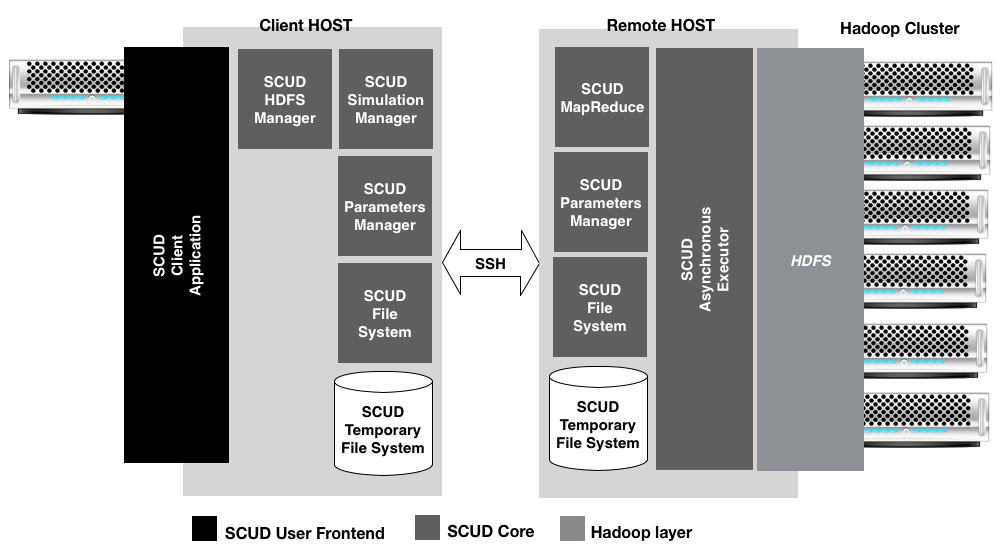 Client HOST
Remote HOST
Hadoop Cluster
SCUD
Client
Application
SCUD
HDFS
Manager
SCUD
Simulation
Manager
SCUD
Parameters
Manager
SCUD
File
System
SCUD
Temporary
File System
SSH
SCUD
MapReduce
SCUD
Parameters
Manager
SCUD
File
System
SCUD
Temporary
File System
SCUD
Asynchronous
Executor
HDFS
SCUD User Frontend
SCUD Core
Hadoop layer